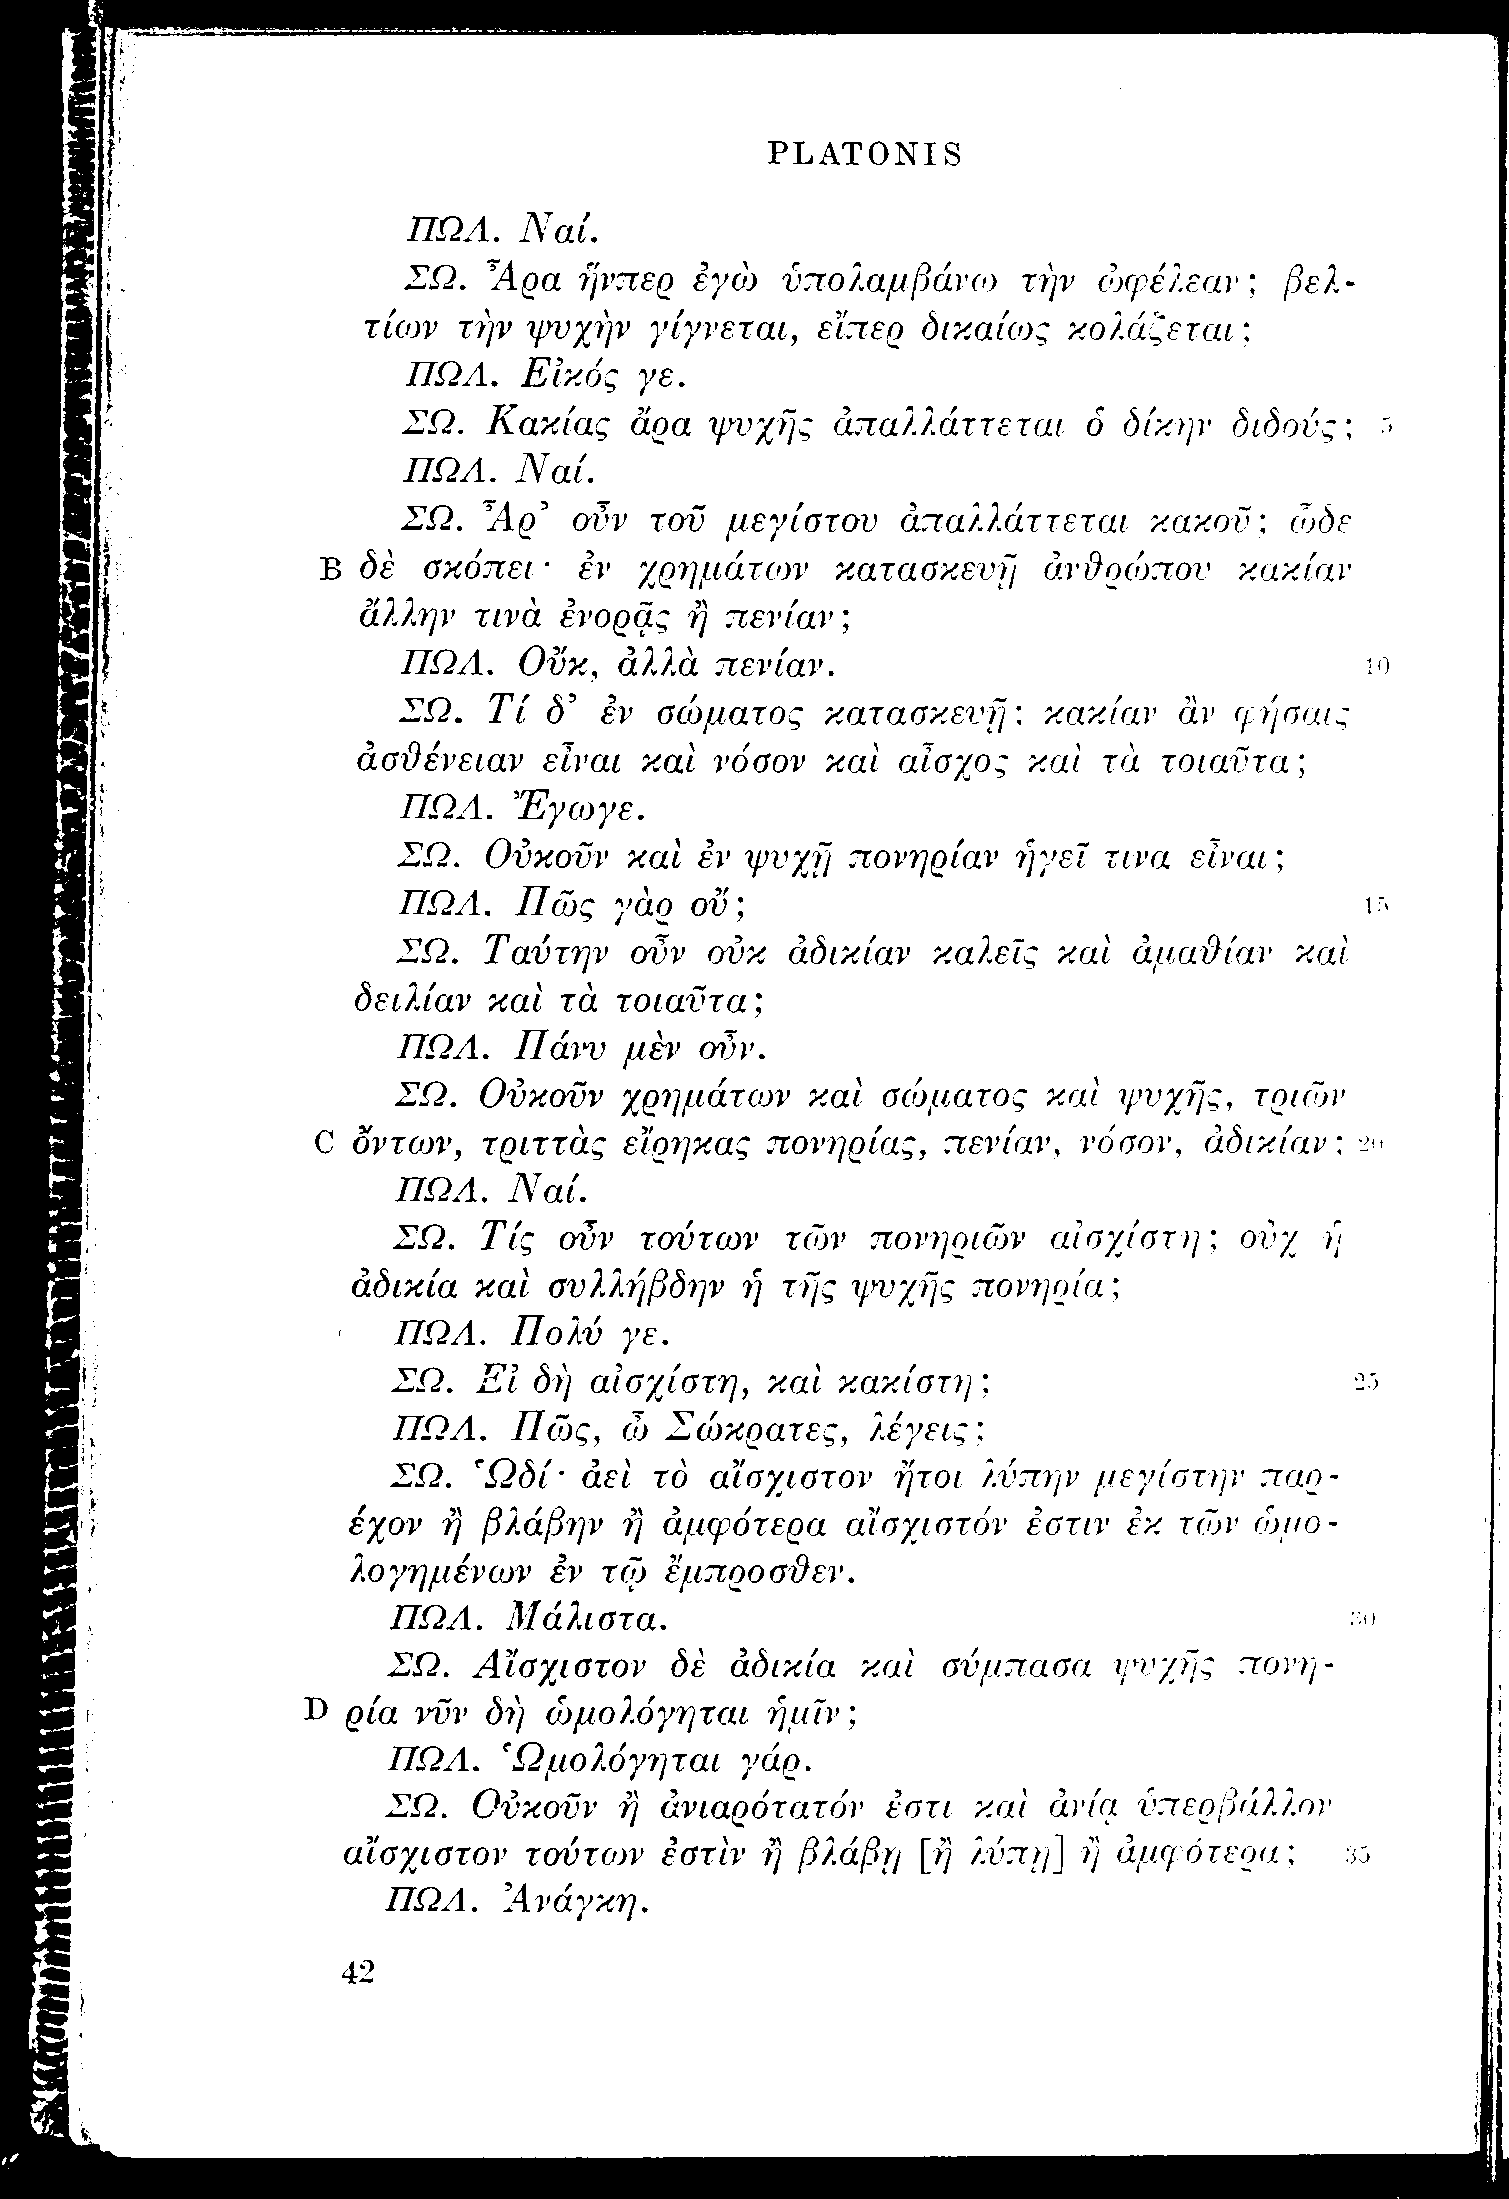 PLATONIS
ΠΩΛ. Ναί.
ΣΩ. Ἆρα ἥνπερ ἐγὼ ὑπολαμβάνω τὴν ὠφέλεαν; βελ-
τίων τὴν ψυχὴν γίγνεται, εἴπερ δικαίως κολάζεται;
ΠΩΛ. Εἰκός γε.
ΣΩ. Κακίας ἄρα ψυχῆς ἀπαλλάττεται ὁ δίκην διδούς; 5
ΠΩΛ. Ναί.
ΣΩ. Ἆρ’ οὖν τοῦ μεγίστου ἀπαλλάττεται κακοῦ; ὧδε
B δὲ σκόπει· ἐν χρημάτων κατασκευῇ ἀνθρώπου κακίαν
ἄλλην τινὰ ἐνορᾷς ἢ πενίαν;
ΠΩΛ. Οὔκ, ἀλλὰ πενίαν. 10
ΣΩ. Τί δ’ ἐν σώματος κατασκευῇ; κακίαν ἂν φήσαις
ἀσθένειαν εἶναι καὶ νόσον καὶ αἶσχος καὶ τὰ τοιαῦτα;
ΠΩΛ. Ἔγωγε.
ΣΩ. Οὐκοῦν καὶ ἐν ψυχῇ πονηρίαν ἡγεῖ τινα εἶναι;
ΠΩΛ. Πῶς γὰρ οὔ; 15
ΣΩ. Ταύτην οὖν οὐκ ἀδικίαν καλεῖς καὶ ἀμαθίαν καὶ
δειλίαν καὶ τὰ τοιαῦτα;
ΠΩΛ. Πάνυ μὲν οὖν.
ΣΩ. Οὐκοῦν χρημάτων καὶ σώματος καὶ ψυχῆς, τριῶν
C ὄντων, τριττὰς εἴρηκας πονηρίας, πενίαν, νόσον, ἀδικίαν; 20
ΠΩΛ. Ναί.
ΣΩ. Τίς οὖν τούτων τῶν πονηριῶν αἰσχίστη; οὐχ ἡ
ἀδικία καὶ συλλήβδην ἡ τῆς ψυχῆς πονηρία;
ΠΩΛ. Πολύ γε.
ΣΩ. Εἰ δὴ αἰσχίστη, καὶ κακίστη; 25
ΠΩΛ. Πῶς, ὦ Σώκρατες, λέγεις;
ΣΩ. Ὡδί· ἀεὶ τὸ αἴσχιστον ἤτοι λύπην μεγίστην παρ-
έχον ἢ βλάβην ἢ ἀμφότερα αἴσχιστόν ἐστιν ἐκ τῶν ὡμο-
λογημένων ἐν τῷ ἔμπροσθεν.
ΠΩΛ. Μάλιστα. 30
ΣΩ. Αἴσχιστον δὲ ἀδικία καὶ σύμπασα ψυχῆς πονη-
D ρία νῦν δὴ ὡμολόγηται ἡμῖν;
ΠΩΛ. Ὡμολόγηται γάρ.
ΣΩ. Οὐκοῦν ἢ ἀνιαρότατόν ἐστι καὶ ἀνίᾳ ὑπερβάλλον
αἴσχιστον τούτων ἐστὶν ἢ βλάβῃ [ἢ λύπῃ] ἢ ἀμφότερα; 35
ΠΩΛ. Ἀνάγκη.
42